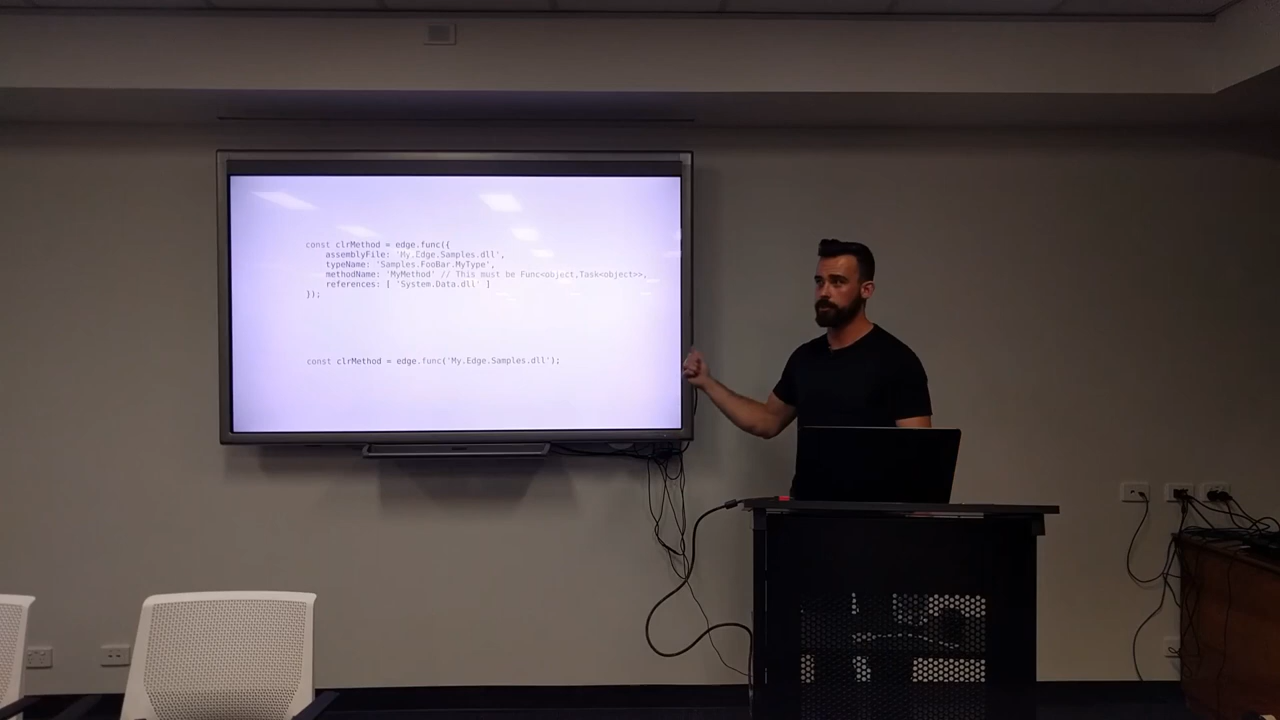 const clrMethod = edge.func({
assemblyFile: 'My.Edge.Samples.dll',
typeName: 'Samples.FooBar.MyType',
methodName: 'MyMethod' // This must be Func<object,Task<object>>,
references: [ 'System.Data.dll' ]
});
const clrMethod = edge.func('My.Edge.Samples.dll');